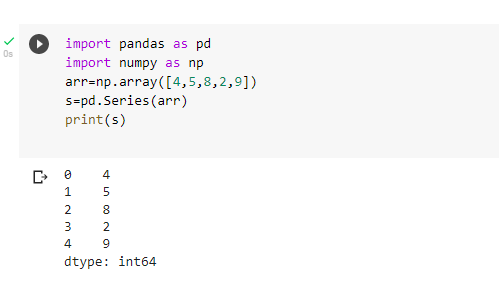 import pandas as pd
0s
import numpy as np
arr=np.array([4,5,8,2,9])
s=pd.Series(arr)
print(s)
0    4
1    5
2    8
3    2
4    9
dtype: int64